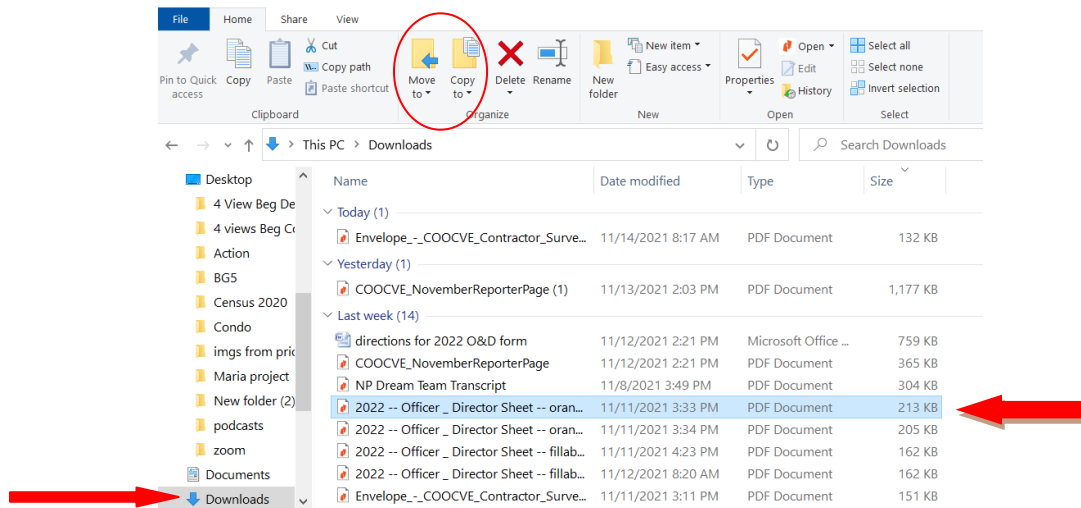 File Home Share View
Pin to Quick access
Copy
Paste
Cut
Copy path
Paste shortcut
Clipboard
Move to
Copy to
Delete
Rename
Organize
New folder
New item
Easy access
New
Properties
Open
Edit
History
Open
Select all
Select none
Invert selection
Select
This PC > Downloads
Search Downloads
Desktop
4 View Beg De
4 views Beg Co
Action
BG5
Census 2020
Condo
imgs from pric
Maria project
New folder (2)
podcasts
zoom
Documents
Downloads
Name Date modified Type Size
Today (1)
Envelope_-_COOCVE_Contractor_Surve... 11/14/2021 8:17 AM PDF Document 132 KB
Yesterday (1)
COOCVE_NovemberReporterPage (1) 11/13/2021 2:03 PM PDF Document 1,177 KB
Last week (14)
directions for 2022 O&D form 11/12/2021 2:21 PM Microsoft Office ... 759 KB
COOCVE_NovemberReporterPage 11/12/2021 2:21 PM PDF Document 365 KB
NP Dream Team Transcript 11/8/2021 3:49 PM PDF Document 304 KB
2022 -- Officer _ Director Sheet -- oran... 11/11/2021 3:33 PM PDF Document 213 KB
2022 -- Officer _ Director Sheet -- oran... 11/11/2021 3:34 PM PDF Document 205 KB
2022 -- Officer _ Director Sheet -- fillab... 11/11/2021 4:23 PM PDF Document 162 KB
2022 -- Officer _ Director Sheet -- fillab... 11/12/2021 8:20 AM PDF Document 162 KB
Envelope_-_COOCVE_Contractor_Surve... 11/11/2021 3:11 PM PDF Document 151 KB